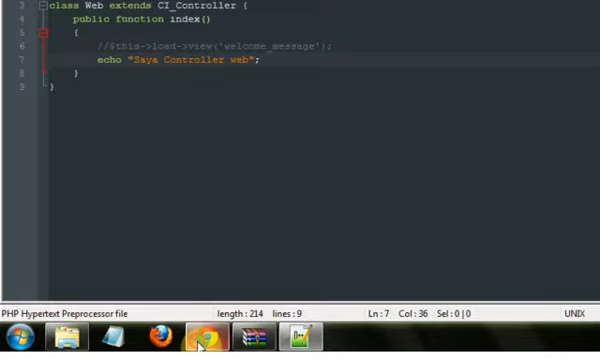 3 class Web extends CI_Controller {
4 public function index()
5 {
6 //$this->load->view('welcome_message');
7 echo "Saya Controller web";
8 }
9 }
PHP Hypertext Preprocessor file length : 214 lines : 9 Ln : 7 Col : 36 Sel : 0 | 0 UNIX